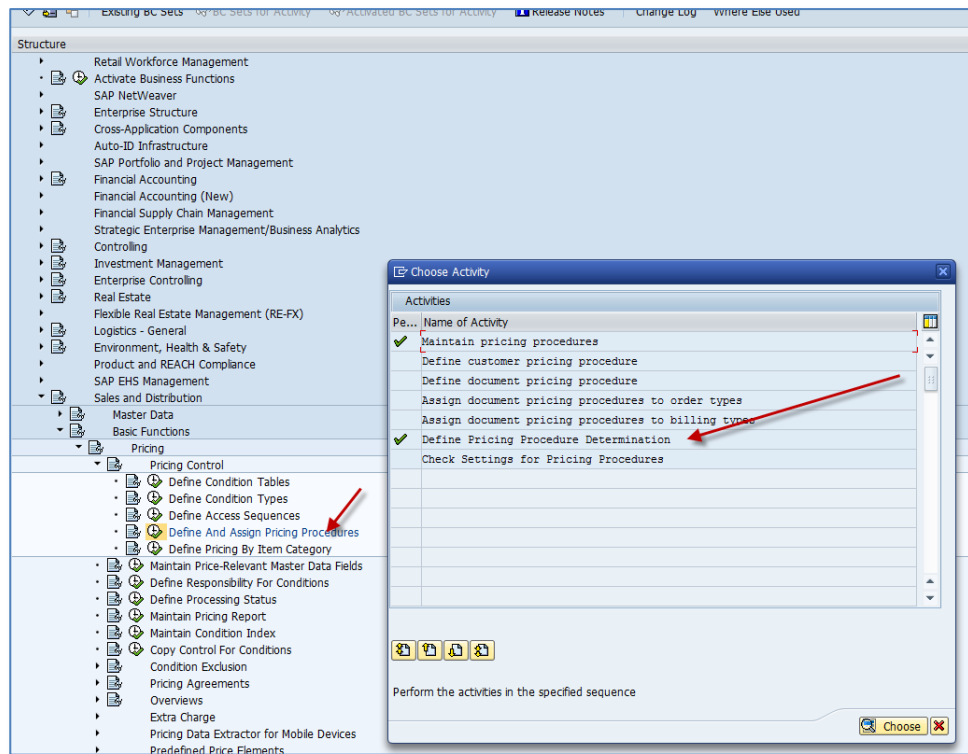 Existing BC Sets BC Sets for Activity Activated BC Sets for Activity Release Notes Change Log Where Else Used
Structure
Retail Workforce Management
Activate Business Functions
SAP NetWeaver
Enterprise Structure
Cross-Application Components
Auto-ID Infrastructure
SAP Portfolio and Project Management
Financial Accounting
Financial Accounting (New)
Financial Supply Chain Management
Strategic Enterprise Management/Business Analytics
Controlling
Investment Management
Enterprise Controlling
Real Estate
Flexible Real Estate Management (RE-FX)
Logistics - General
Environment, Health & Safety
Product and REACH Compliance
SAP EHS Management
Sales and Distribution
Master Data
Basic Functions
Pricing
Pricing Control
Define Condition Tables
Define Condition Types
Define Access Sequences
Define And Assign Pricing Procedures
Define Pricing By Item Category
Maintain Price-Relevant Master Data Fields
Define Responsibility For Conditions
Define Processing Status
Maintain Pricing Report
Maintain Condition Index
Copy Control For Conditions
Condition Exclusion
Pricing Agreements
Overviews
Extra Charge
Pricing Data Extractor for Mobile Devices
Predefined Price Elements
Choose Activity
Activities
Pe... Name of Activity
Maintain pricing procedures
Define customer pricing procedure
Define document pricing procedure
Assign document pricing procedures to order types
Assign document pricing procedures to billing types
Define Pricing Procedure Determination
Check Settings for Pricing Procedures
Perform the activities in the specified sequence
Choose